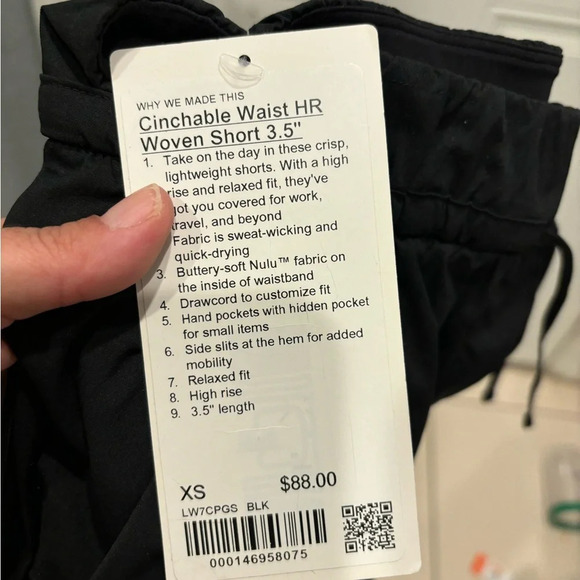 WHY WE MADE THIS
Cinchable Waist HR
Woven Short 3.5"
1. Take on the day in these crisp,
lightweight shorts. With a high
rise and relaxed fit, they've
got you covered for work,
travel, and beyond
Fabric is sweat-wicking and
quick-drying
3. Buttery-soft Nulu™ fabric on
the inside of waistband
4. Drawcord to customize fit
5. Hand pockets with hidden pocket
for small items
6. Side slits at the hem for added
mobility
7. Relaxed fit
8. High rise
9. 3.5" length
XS $88.00
LW7CPGS BLK
000146958075